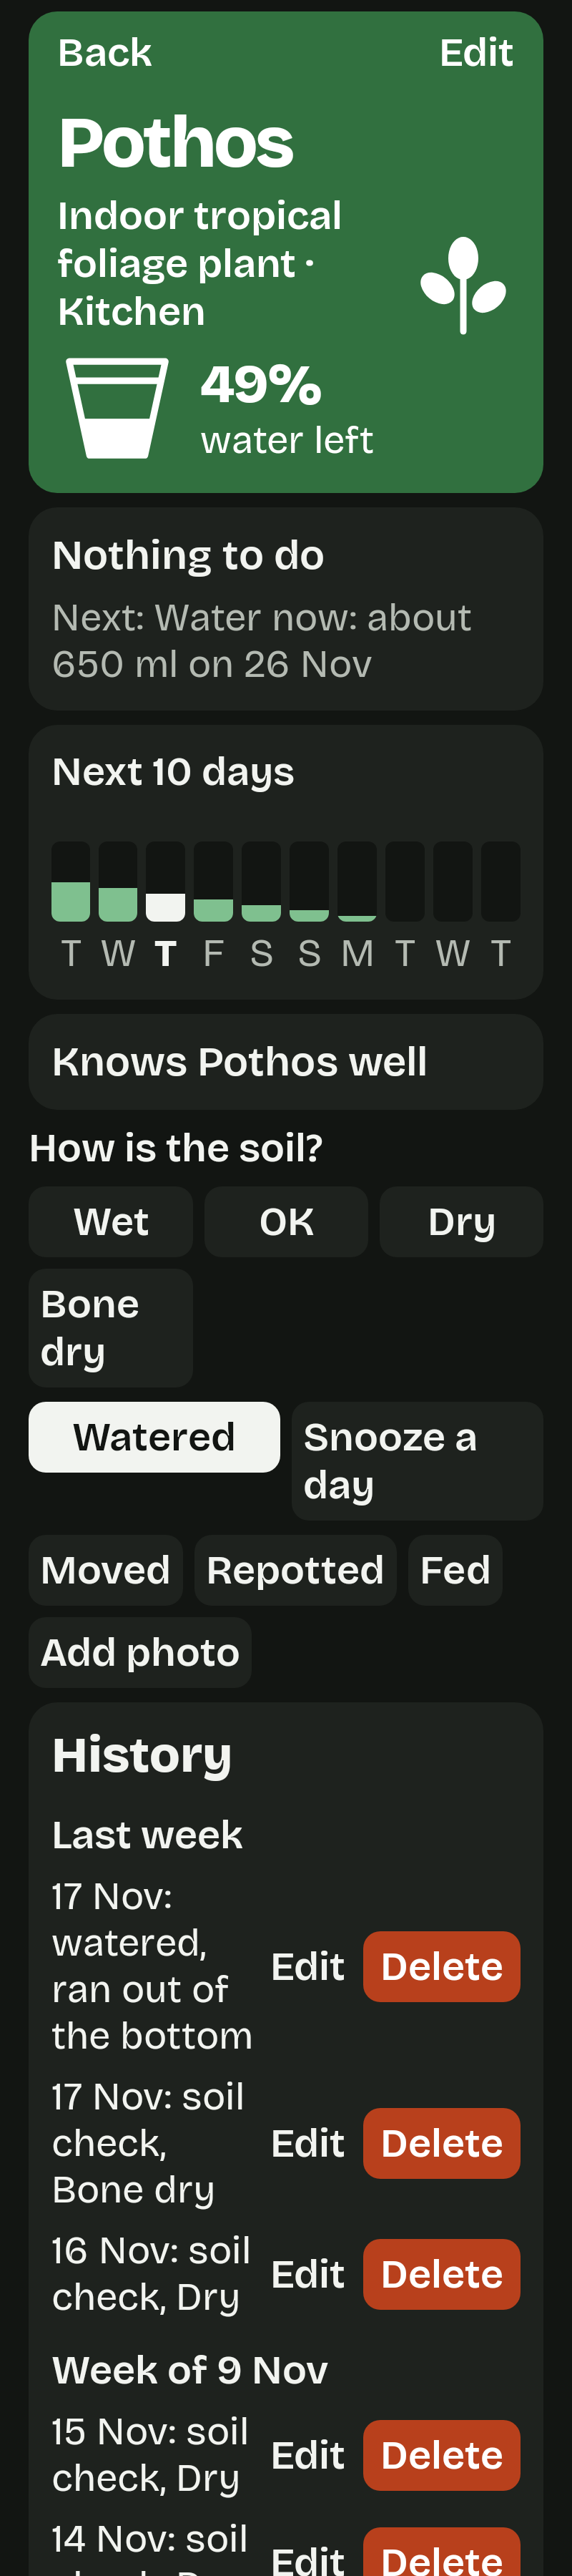 Back
Edit
Pothos
Indoor tropical
foliage plant ·
Kitchen
49%
water left
Nothing to do
Next: Water now: about
650 ml on 26 Nov
Next 10 days
T W T F S S M T W T
Knows Pothos well
How is the soil?
Wet
OK
Dry
Bone
dry
Watered
Snooze a
day
Moved
Repotted
Fed
Add photo
History
Last week
17 Nov:
watered,
ran out of
the bottom
Edit
Delete
17 Nov: soil
check,
Bone dry
Edit
Delete
16 Nov: soil
check, Dry
Edit
Delete
Week of 9 Nov
15 Nov: soil
check, Dry
Edit
Delete
14 Nov: soil
Edit
Delete